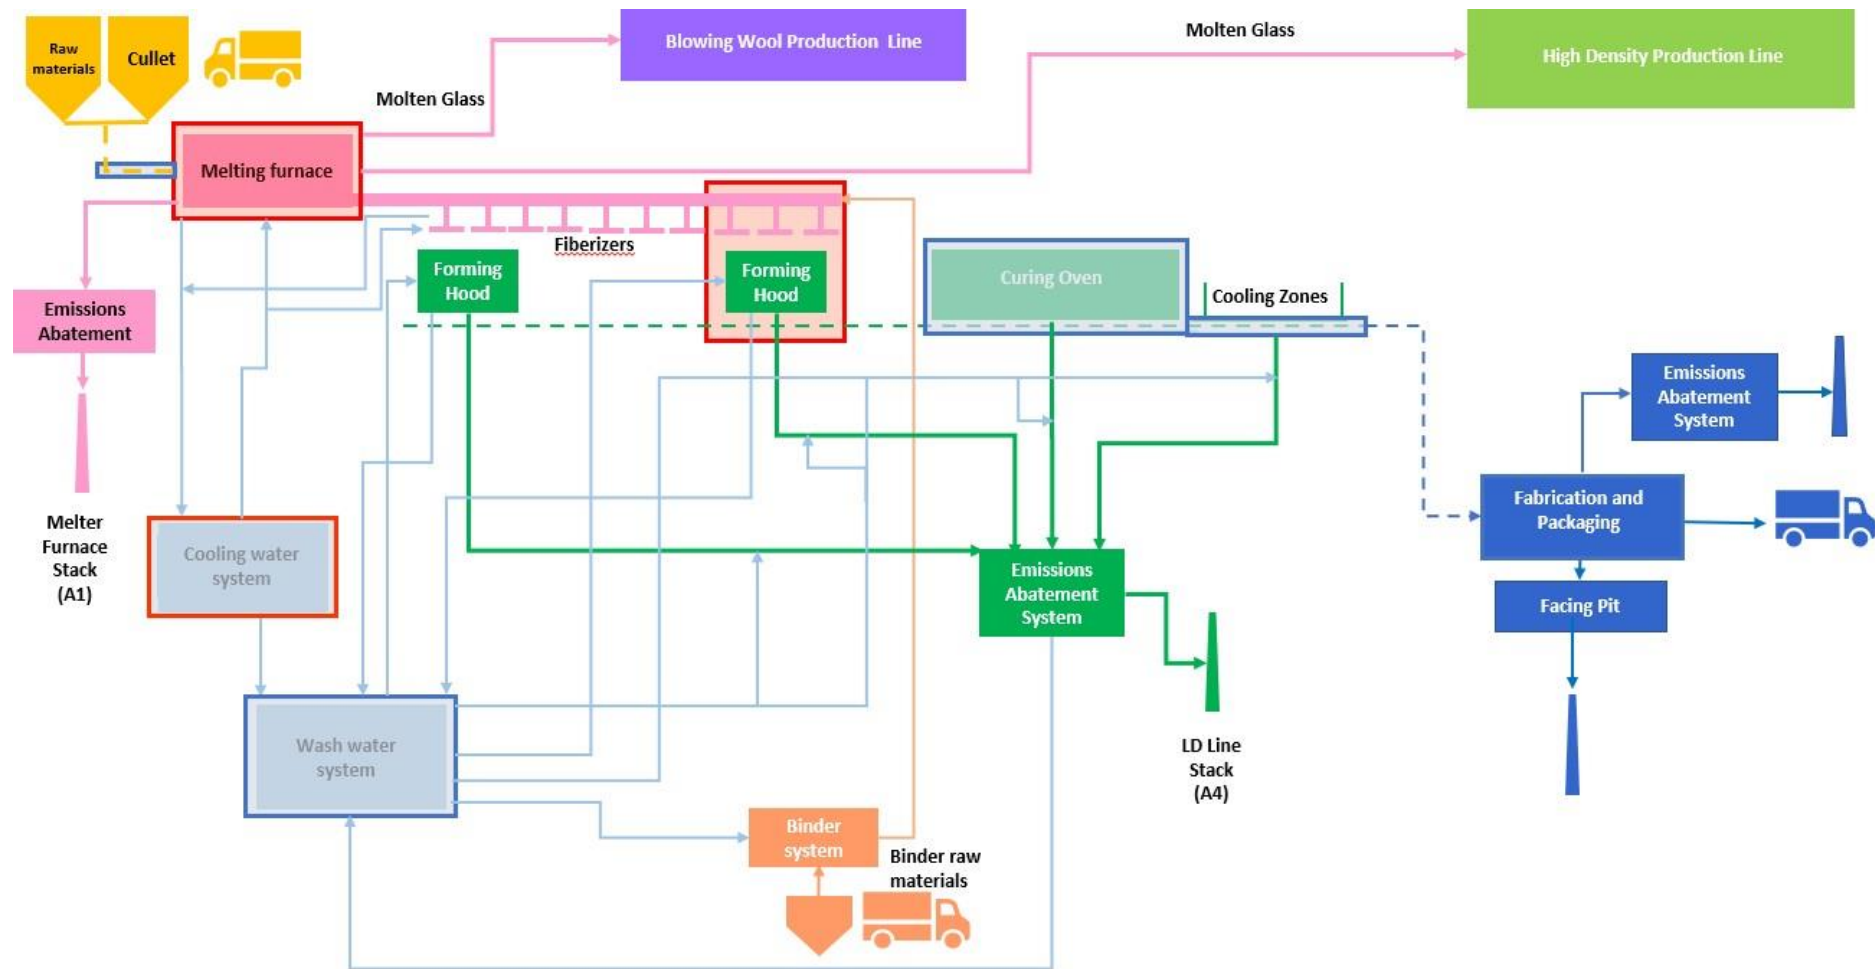 Raw
materials
Cullet
Blowing Wool Production Line
Molten Glass
High Density Production Line
Molten Glass
Melting furnace
Fiberizers
Forming
Hood
Forming
Hood
Curing Oven
Cooling Zones
Emissions
Abatement
Emissions
Abatement
System
Melter
Furnace
Stack
(A1)
Cooling water
system
Fabrication and
Packaging
Emissions
Abatement
System
Facing Pit
Wash water
system
LD Line
Stack
(A4)
Binder
system
Binder raw
materials